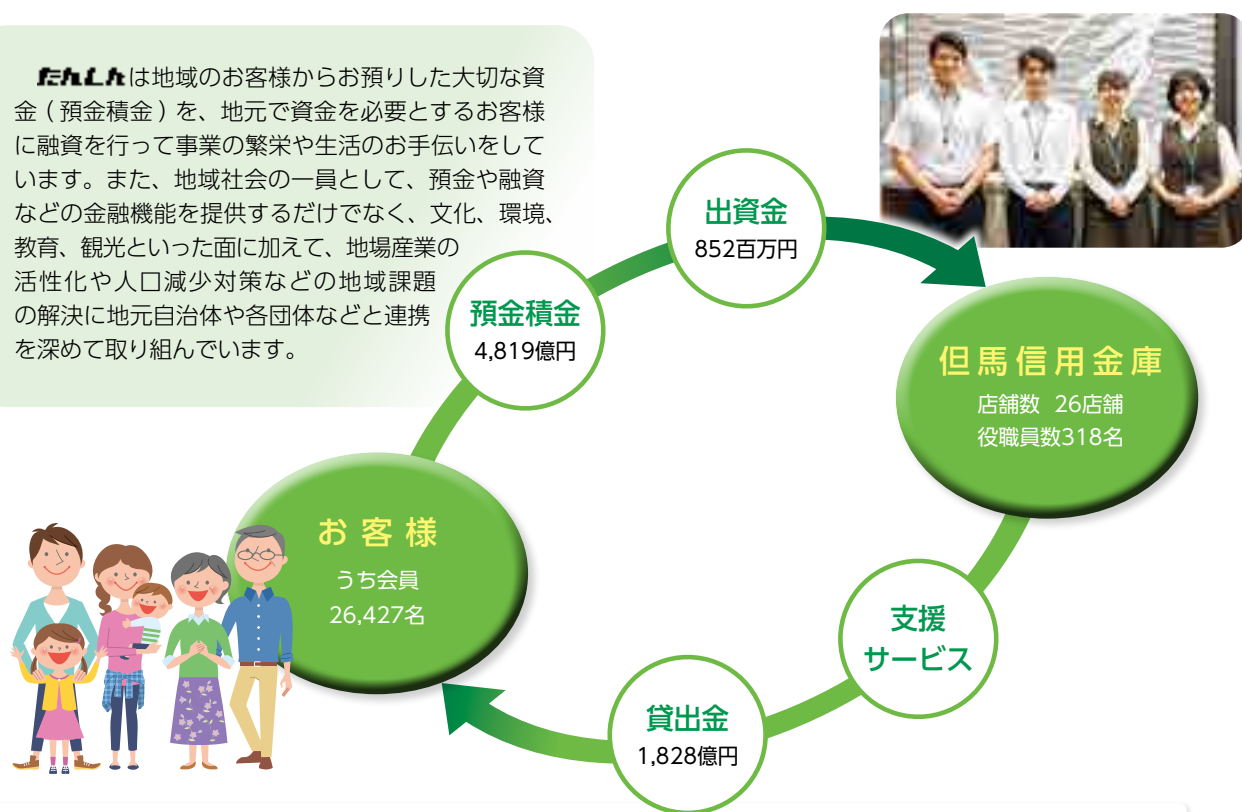 たんしんは地域のお客様からお預りした大切な資
金（預金積金）を、地元で資金を必要とするお客様
に融資を行って事業の繁栄や生活のお手伝いをして
います。また、地域社会の一員として、預金や融資
などの金融機能を提供するだけでなく、文化、環境、
教育、観光といった面に加えて、地場産業の
活性化や人口減少対策などの地域課題
の解決に地元自治体や各団体などと連携
を深めて取り組んでいます。
出資金
852百万円
預金積金
4,819億円
但馬信用金庫
店舗数 26店舗
役職員数318名
お客様
うち会員
26,427名
支援
サービス
貸出金
1,828億円